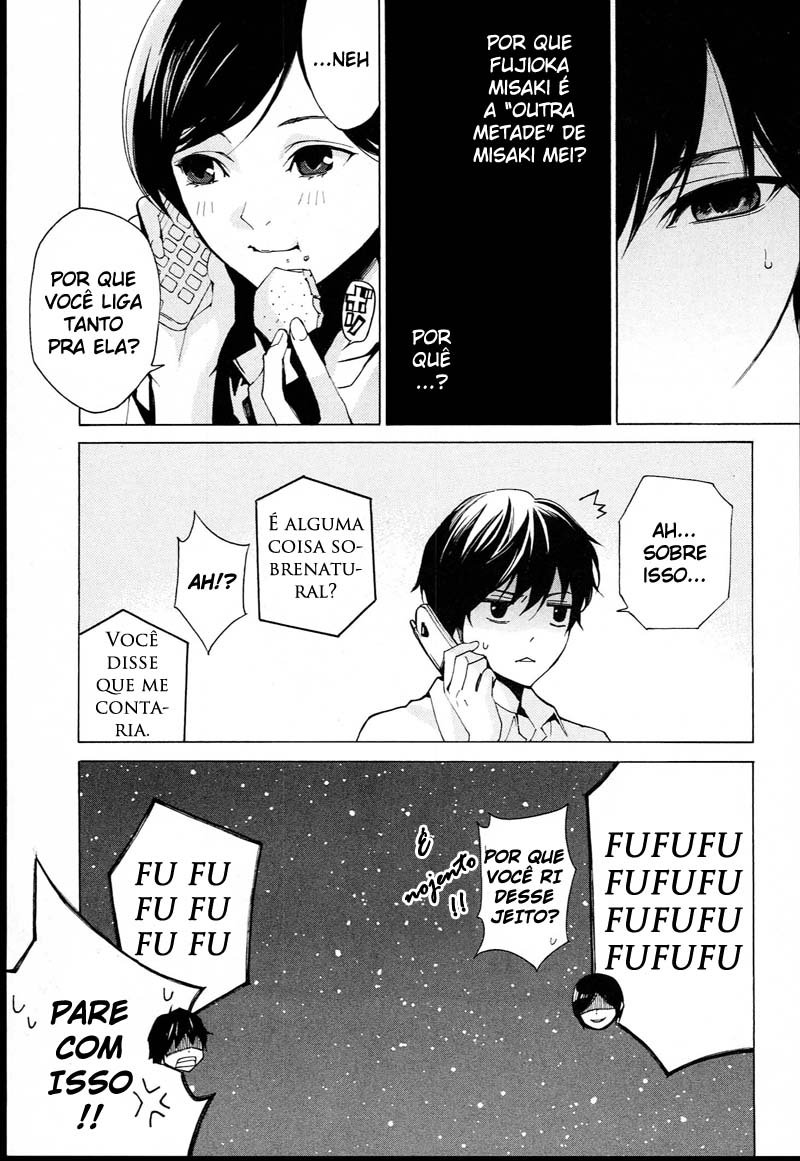 POR QUE
FUJIOKA
MISAKI É
A "OUTRA
METADE" DE
MISAKI MEI?
POR
QUÊ
...?
...NEH
POR QUE
VOCÊ LIGA
TANTO
PRA ELA?
ポリ
AH...
SOBRE
ISSO...
É ALGUMA
COISA SO-
BRENATU-
RAL?
AH!?
VOCÊ
DISSE
QUE ME
CONTA-
RIA.
FUFUFU
FUFUFU
FUFUFU
FUFUFU
POR QUE
VOCÊ RI
DESSE
JEITO?
É
nojento
!!
FU FU
FU FU
FU FU
PARE
COM
ISSO
!!